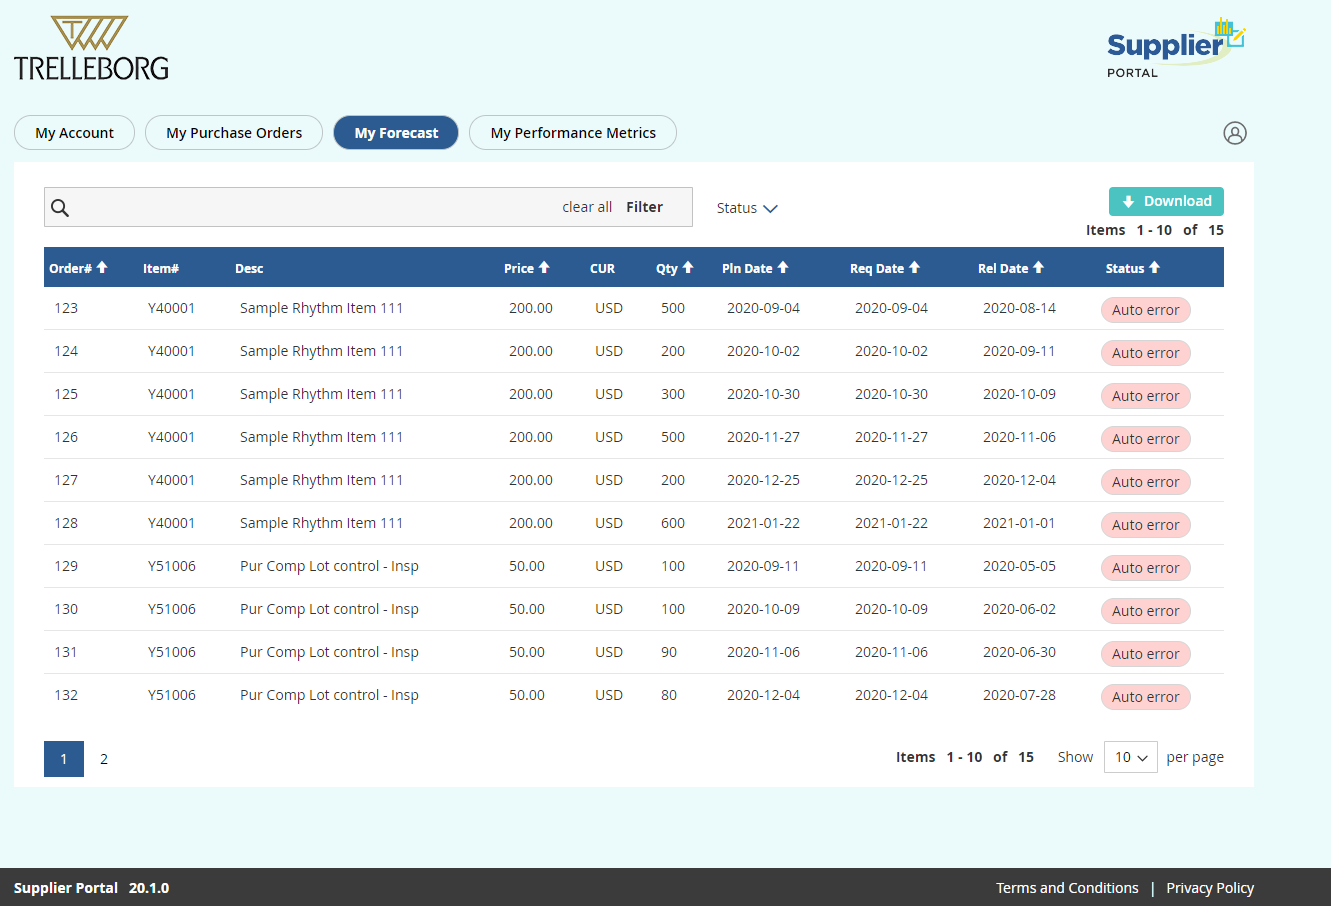 TRELLEBORG
Supplier
PORTAL
My Account My Purchase Orders My Forecast My Performance Metrics
clear all Filter Status Download
Items 1 - 10 of 15
Order# Item# Desc Price CUR Qty Pln Date Req Date Rel Date Status
123 Y40001 Sample Rhythm Item 111 200.00 USD 500 2020-09-04 2020-09-04 2020-08-14 Auto error
124 Y40001 Sample Rhythm Item 111 200.00 USD 200 2020-10-02 2020-10-02 2020-09-11 Auto error
125 Y40001 Sample Rhythm Item 111 200.00 USD 300 2020-10-30 2020-10-30 2020-10-09 Auto error
126 Y40001 Sample Rhythm Item 111 200.00 USD 500 2020-11-27 2020-11-27 2020-11-06 Auto error
127 Y40001 Sample Rhythm Item 111 200.00 USD 200 2020-12-25 2020-12-25 2020-12-04 Auto error
128 Y40001 Sample Rhythm Item 111 200.00 USD 600 2021-01-22 2021-01-22 2021-01-01 Auto error
129 Y51006 Pur Comp Lot control - Insp 50.00 USD 100 2020-09-11 2020-09-11 2020-05-05 Auto error
130 Y51006 Pur Comp Lot control - Insp 50.00 USD 100 2020-10-09 2020-10-09 2020-06-02 Auto error
131 Y51006 Pur Comp Lot control - Insp 50.00 USD 90 2020-11-06 2020-11-06 2020-06-30 Auto error
132 Y51006 Pur Comp Lot control - Insp 50.00 USD 80 2020-12-04 2020-12-04 2020-07-28 Auto error
1 2 Items 1 - 10 of 15 Show 10 per page
Supplier Portal 20.1.0 Terms and Conditions | Privacy Policy